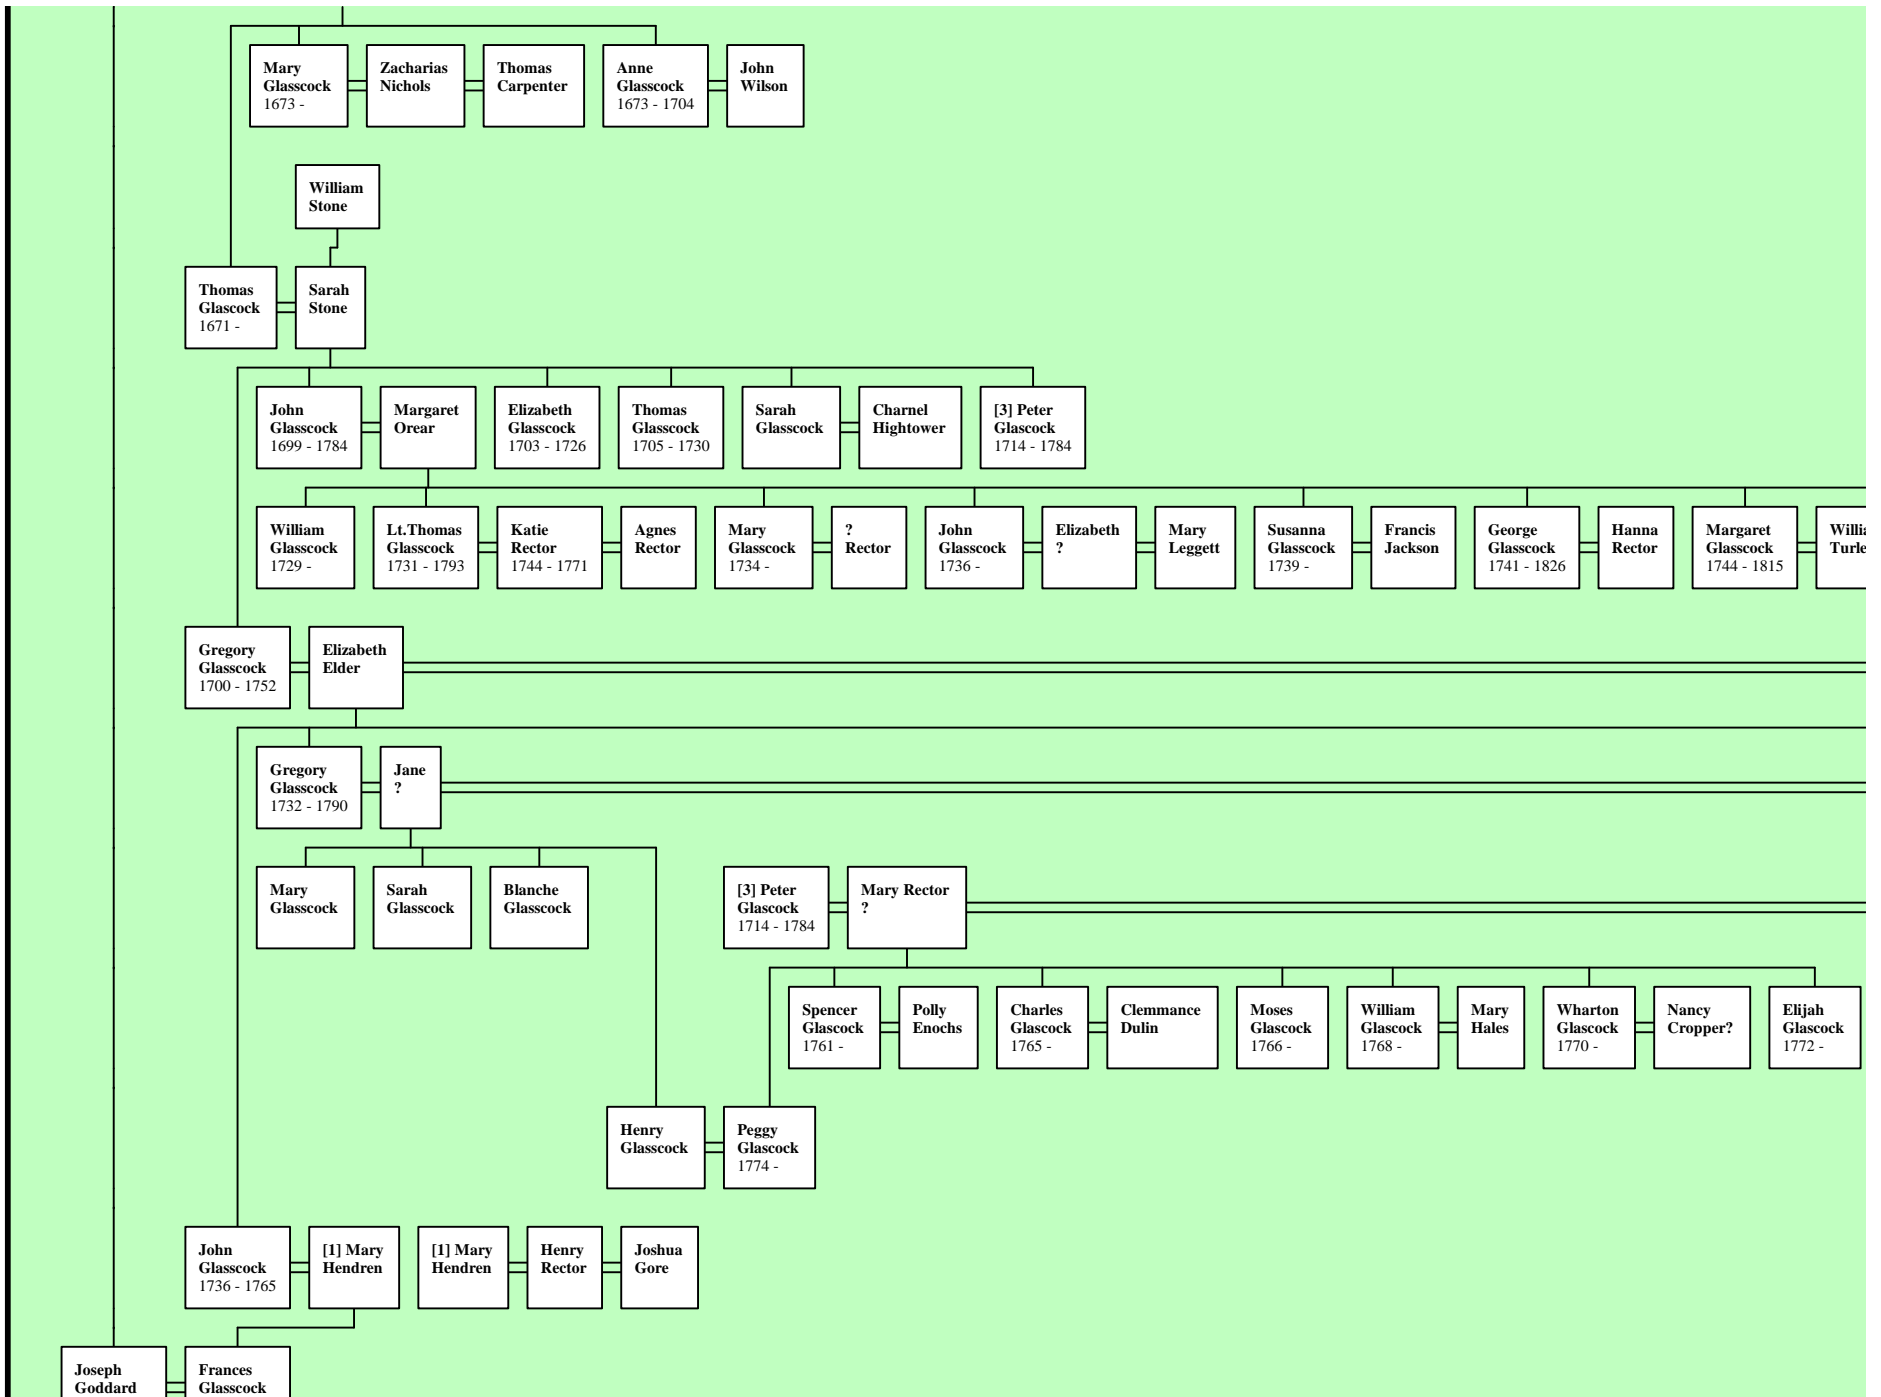 Mary
Glasscock
1673 -
Zacharias
Nichols
Thomas
Carpenter
Anne
Glasscock
1673 - 1704
John
Wilson
William
Stone
Thomas
Glascock
1671 -
Sarah
Stone
John
Glasscock
1699 - 1784
Margaret
Orear
Elizabeth
Glasscock
1703 - 1726
Thomas
Glasscock
1705 - 1730
Sarah
Glasscock
Charnel
Hightower
[3] Peter
Glascock
1714 - 1784
William
Glasscock
1729 -
Lt.Thomas
Glasscock
1731 - 1793
Katie
Rector
1744 - 1771
Agnes
Rector
Mary
Glasscock
1734 -
?
Rector
John
Glasscock
1736 -
Elizabeth
?
Mary
Leggett
Susanna
Glasscock
1739 -
Francis
Jackson
George
Glasscock
1741 - 1826
Hanna
Rector
Margaret
Glasscock
1744 - 1815
Gregory
Glasscock
1700 - 1752
Elizabeth
Elder
Gregory
Glasscock
1732 - 1790
Jane
?
Mary
Glasscock
Sarah
Glasscock
Blanche
Glasscock
[3] Peter
Glascock
1714 - 1784
Mary Rector
?
Spencer
Glascock
1761 -
Polly
Enochs
Charles
Glascock
1765 -
Clemmance
Dulin
Moses
Glascock
1766 -
William
Glascock
1768 -
Mary
Hales
Wharton
Glascock
1770 -
Nancy
Cropper?
Elijah
Glascock
1772 -
Henry
Glasscock
Peggy
Glascock
1774 -
John
Glasscock
1736 - 1765
[1] Mary
Hendren
[1] Mary
Hendren
Henry
Rector
Joshua
Gore
Joseph
Goddard
Frances
Glasscock